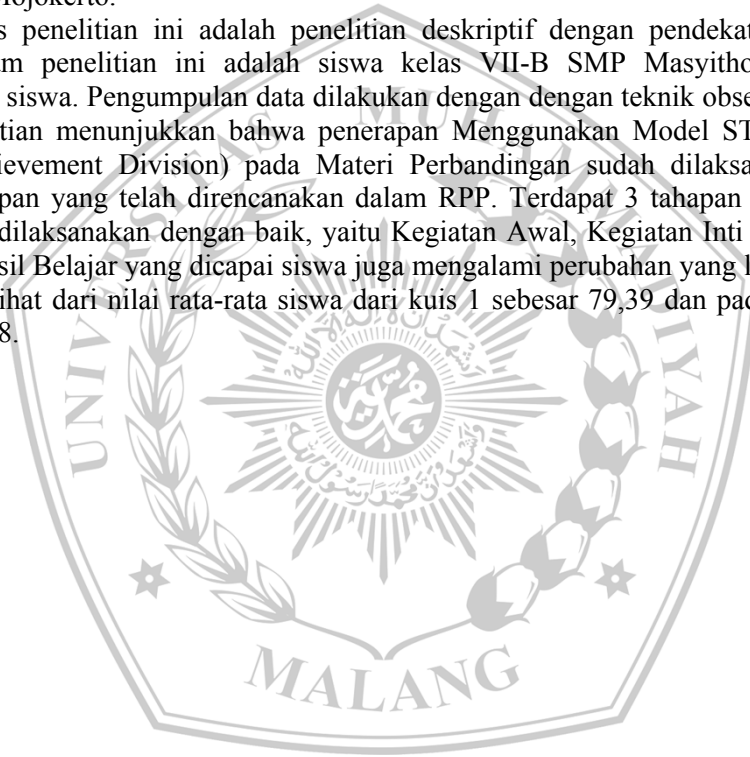 Mojokerto.
s penelitian ini adalah penelitian deskriptif dengan pendekat
am penelitian ini adalah siswa kelas VII-B SMP Masyitho
siswa. Pengumpulan data dilakukan dengan dengan teknik obse
itian menunjukkan bahwa penerapan Menggunakan Model ST
ievement Division) pada Materi Perbandingan sudah dilaksa
pan yang telah direncanakan dalam RPP. Terdapat 3 tahapan
dilaksanakan dengan baik, yaitu Kegiatan Awal, Kegiatan Inti
sil Belajar yang dicapai siswa juga mengalami perubahan yang
ihat dari nilai rata-rata siswa dari kuis 1 sebesar 79,39 dan pad
8.
UNIVERSITAS MUHAMMADIYAH
MALANG